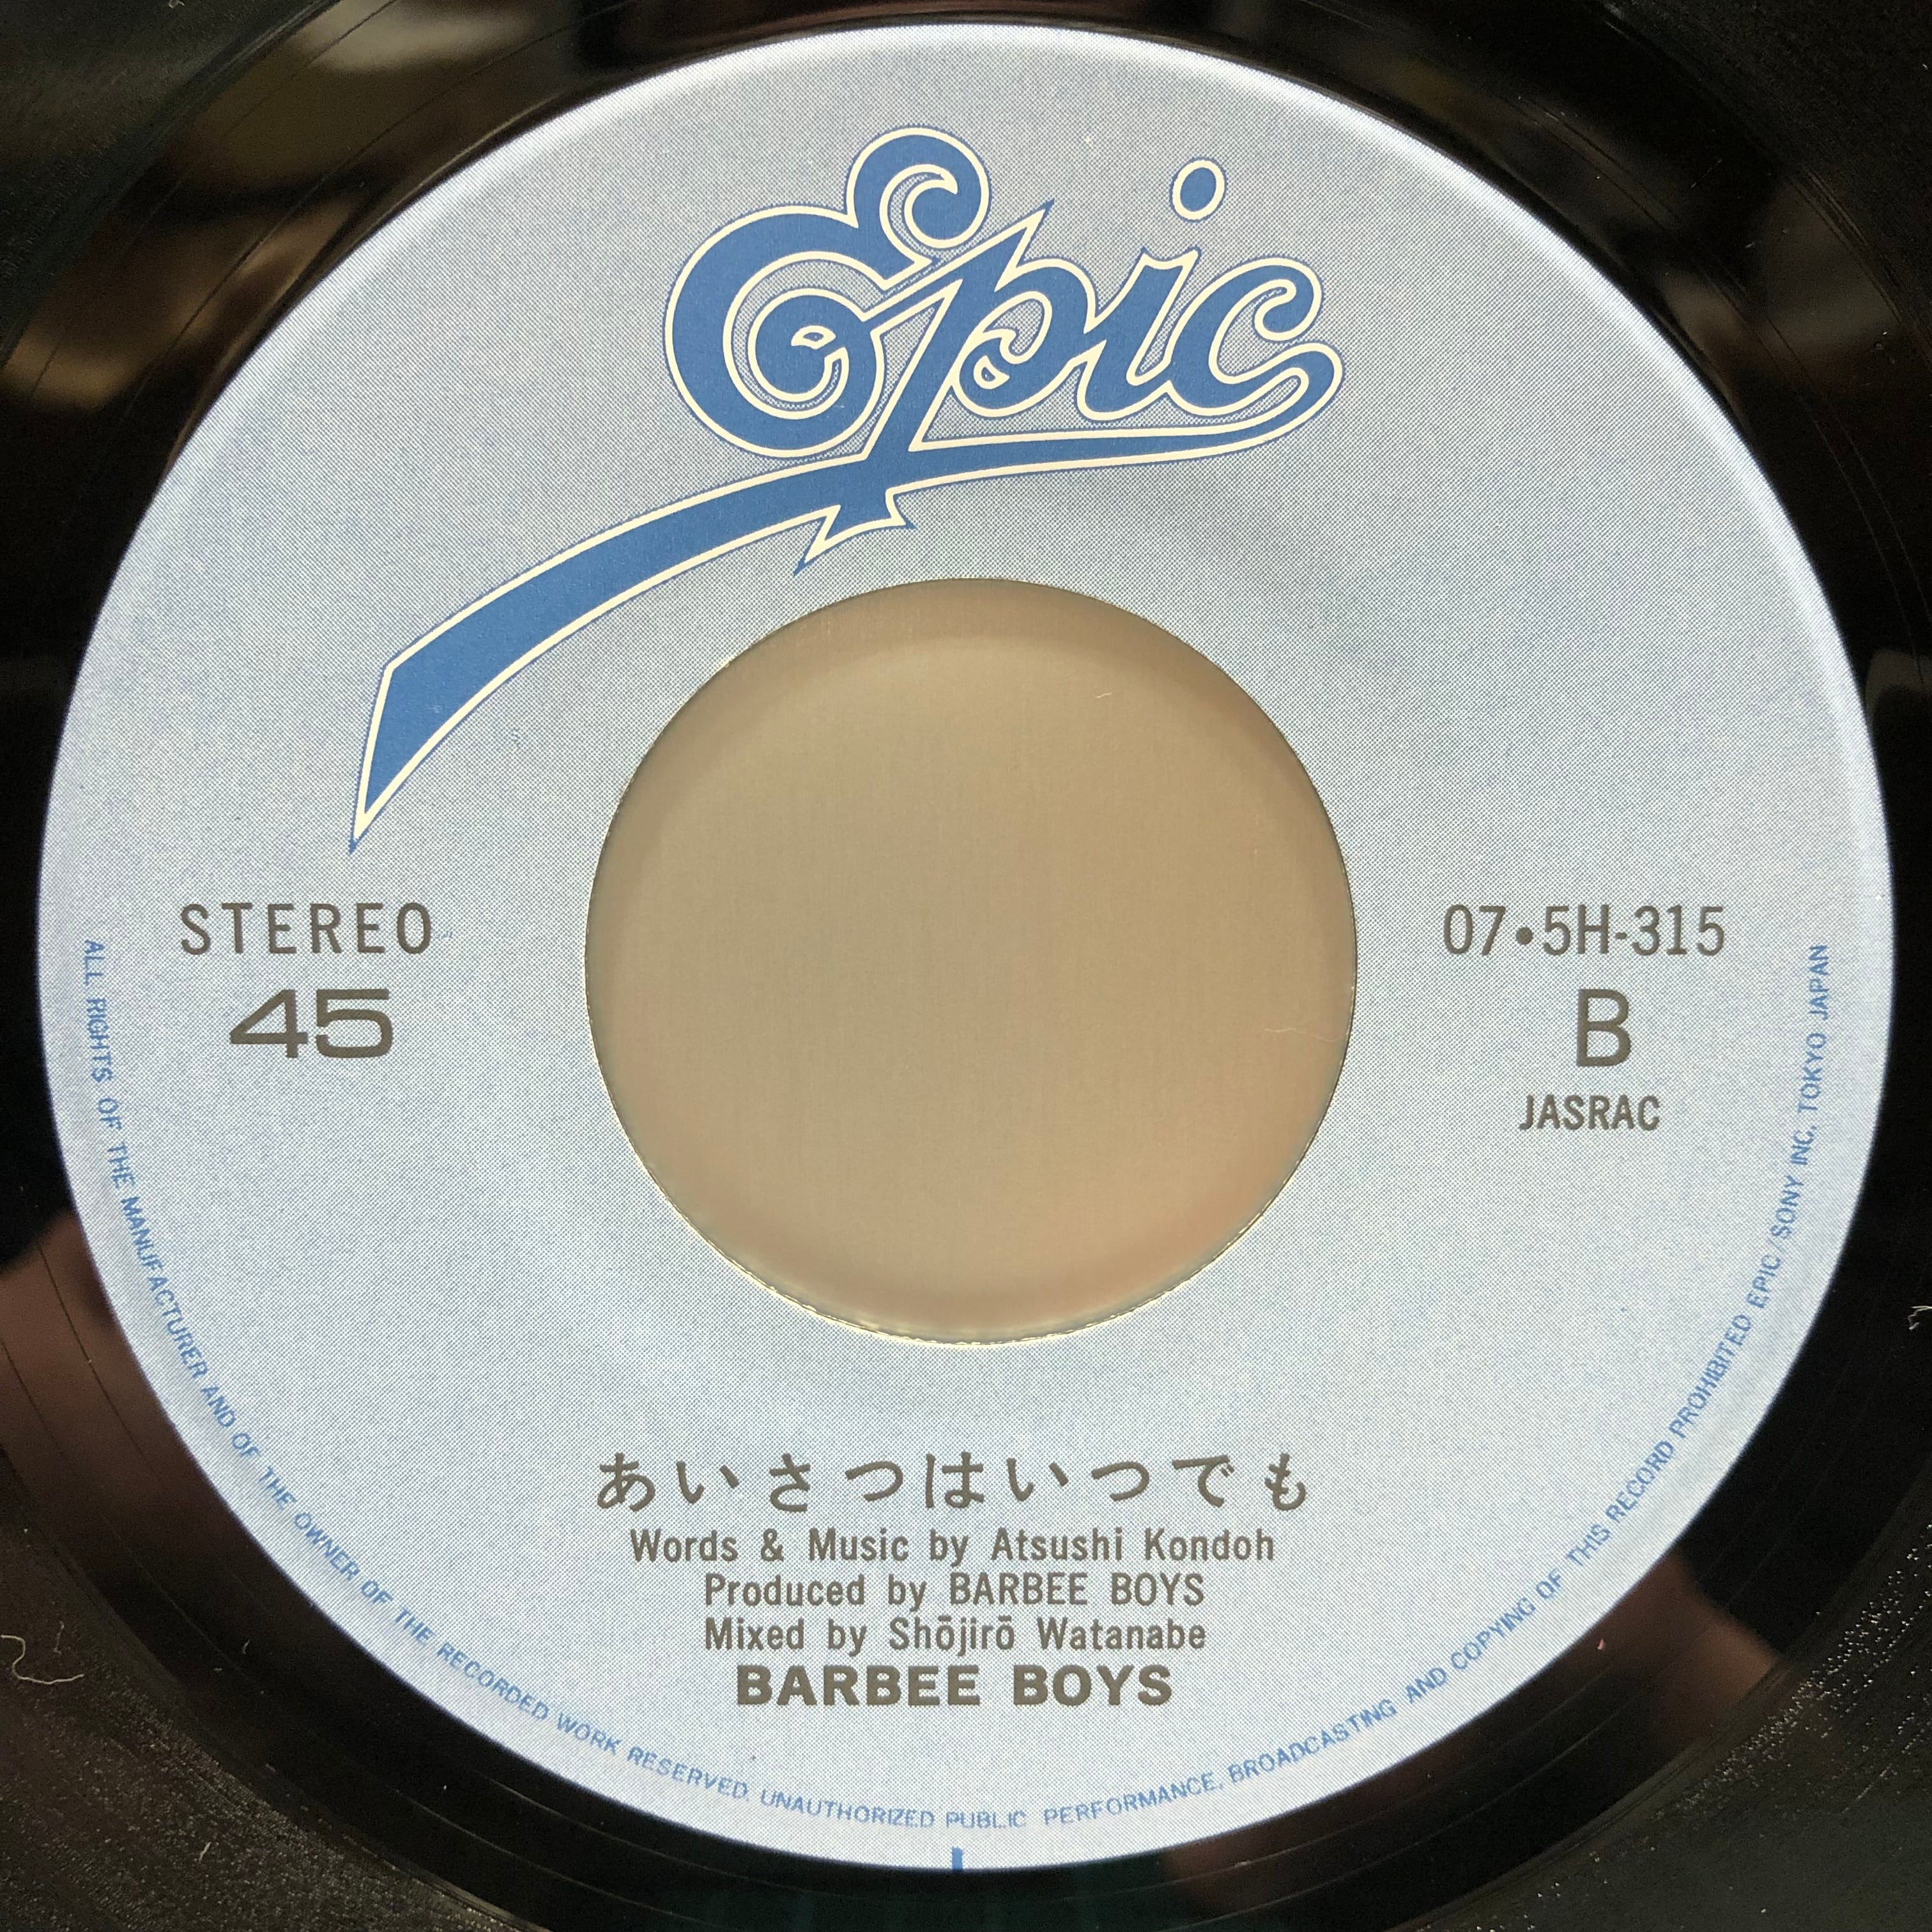 Epic
STEREO
45
07•5H-315
B
JASRAC
あいさつはいつでも
Words & Music by Atsushi Kondoh
Produced by BARBEE BOYS
Mixed by Shōjirō Watanabe
BARBEE BOYS
ALL RIGHTS OF THE MANUFACTURER AND OF THE OWNER OF THE RECORDED WORK RESERVED. UNAUTHORIZED PUBLIC PERFORMANCE, BROADCASTING AND COPYING OF THIS RECORD PROHIBITED EPIC/SONY INC. TOKYO JAPAN